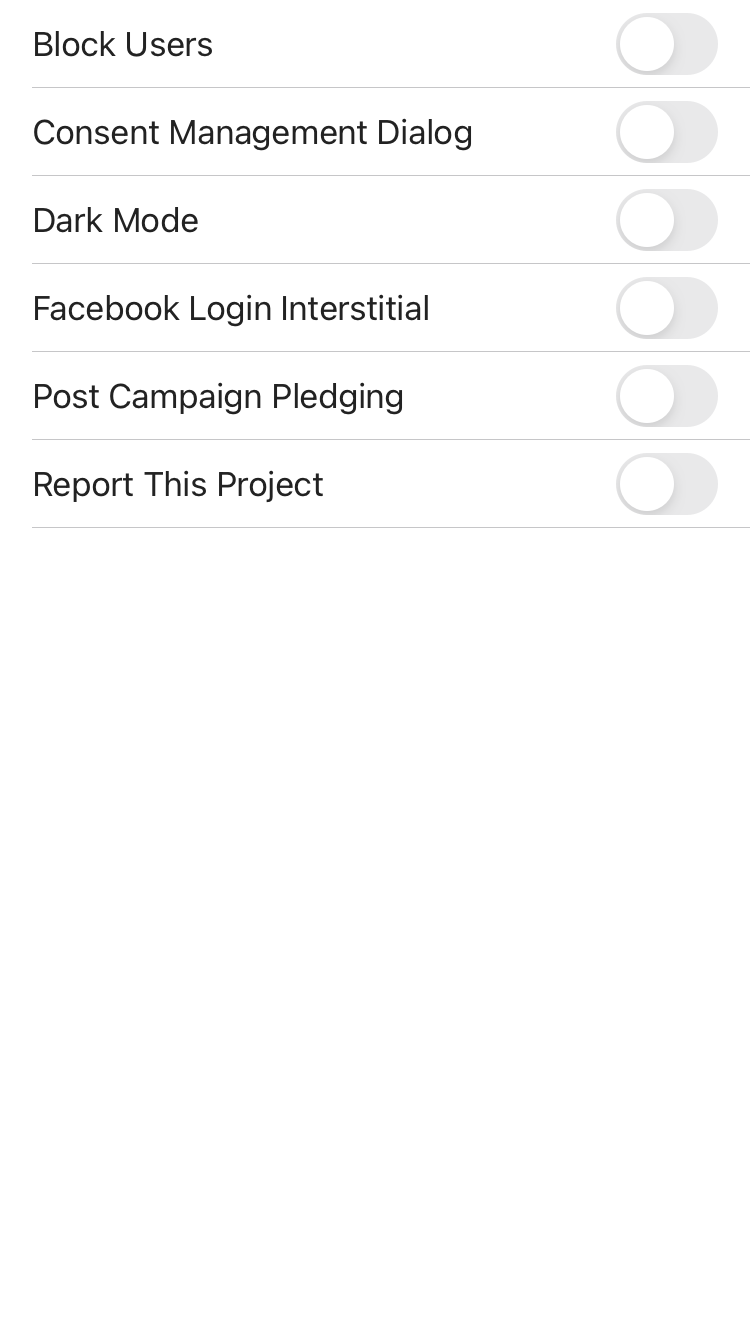 Block Users
Consent Management Dialog
Dark Mode
Facebook Login Interstitial
Post Campaign Pledging
Report This Project